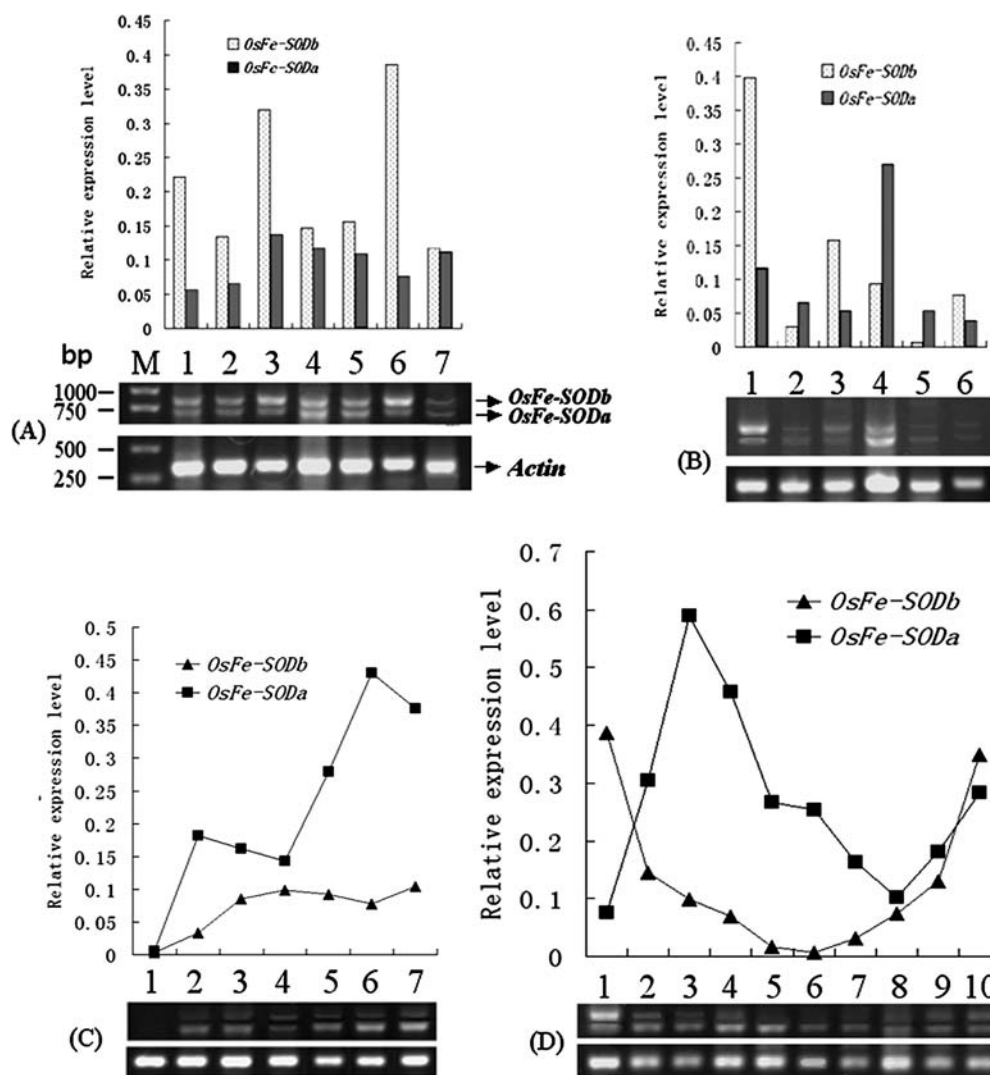 0.45
0.4
0.35
0.3
0.25
0.2
0.15
0.1
0.05
0
Relative expression level
OsFe-SODb
OsFc-SODa
bp
M 1 2 3 4 5 6 7
1000
750
OsFe-SODb
OsFe-SODa
(A)
500
250
Actin
0.45
0.4
0.35
0.3
0.25
0.2
0.15
0.1
0.05
0
Relative expression level
OsFe-SODb
OsFe-SODa
1 2 3 4 5 6
(B)
0.5
0.45
0.4
0.35
0.3
0.25
0.2
0.15
0.1
0.05
0
Relative expression level
OsFe-SODb
OsFe-SODa
1 2 3 4 5 6 7
(C)
0.7
0.6
0.5
0.4
0.3
0.2
0.1
0
Relative expression level
OsFe-SODb
OsFe-SODa
1 2 3 4 5 6 7 8 9 10
(D)